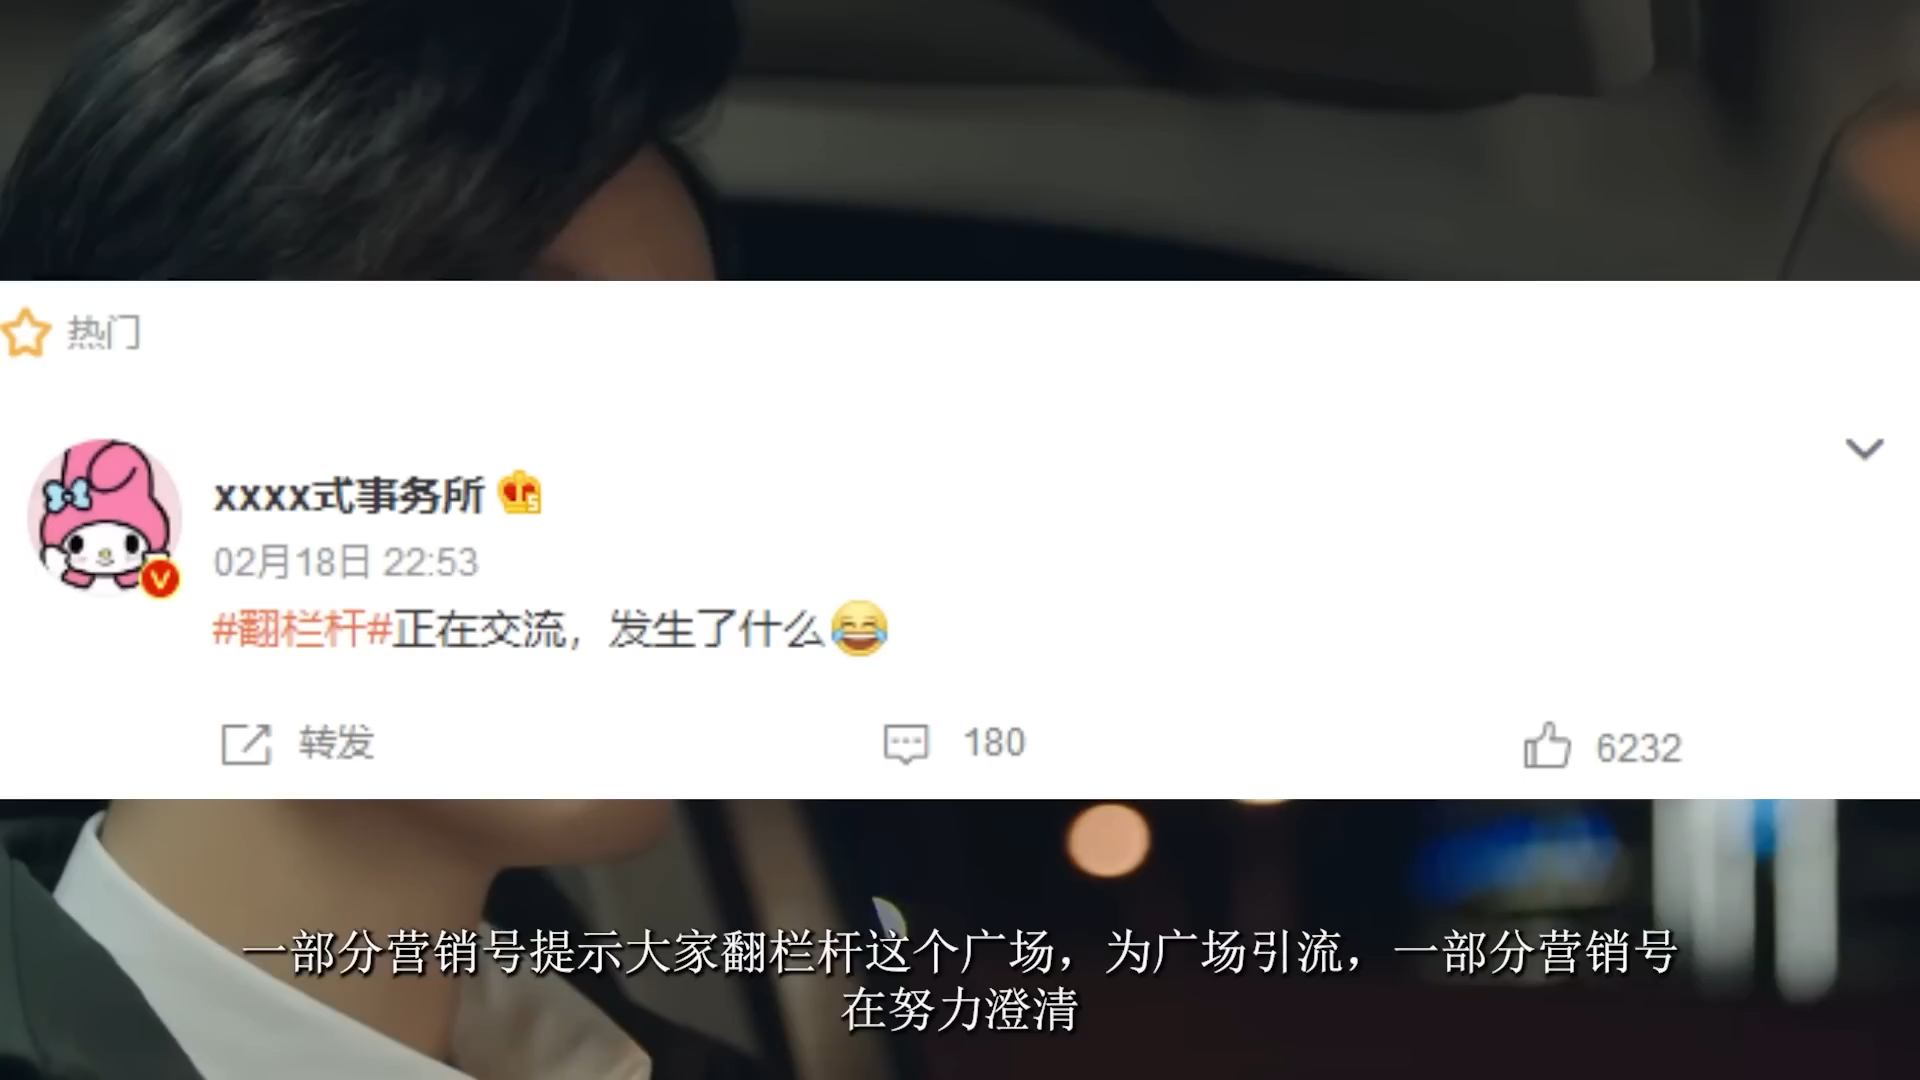 热门
xxxx式事务所
02月18日 22:53
#翻栏杆#正在交流，发生了什么😂
转发
180
6232
一部分营销号提示大家翻栏杆这个广场，为广场引流，一部分营销号
在努力澄清